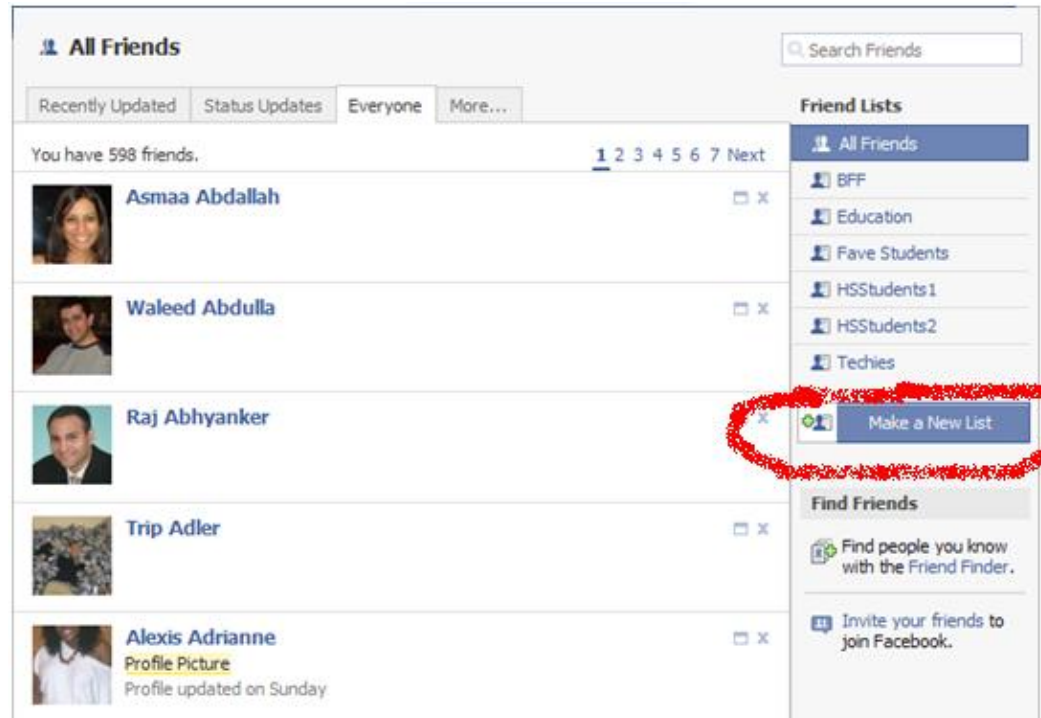 All Friends
Search Friends
Recently Updated Status Updates Everyone More...
You have 598 friends.
1 2 3 4 5 6 7 Next
Asmaa Abdallah
Waleed Abdulla
Raj Abhyanker
Trip Adler
Alexis Adrianne
Profile Picture
Profile updated on Sunday
Friend Lists
All Friends
BFF
Education
Fave Students
HSStudents1
HSStudents2
Techies
Make a New List
Find Friends
Find people you know
with the Friend Finder.
Invite your friends to
join Facebook.